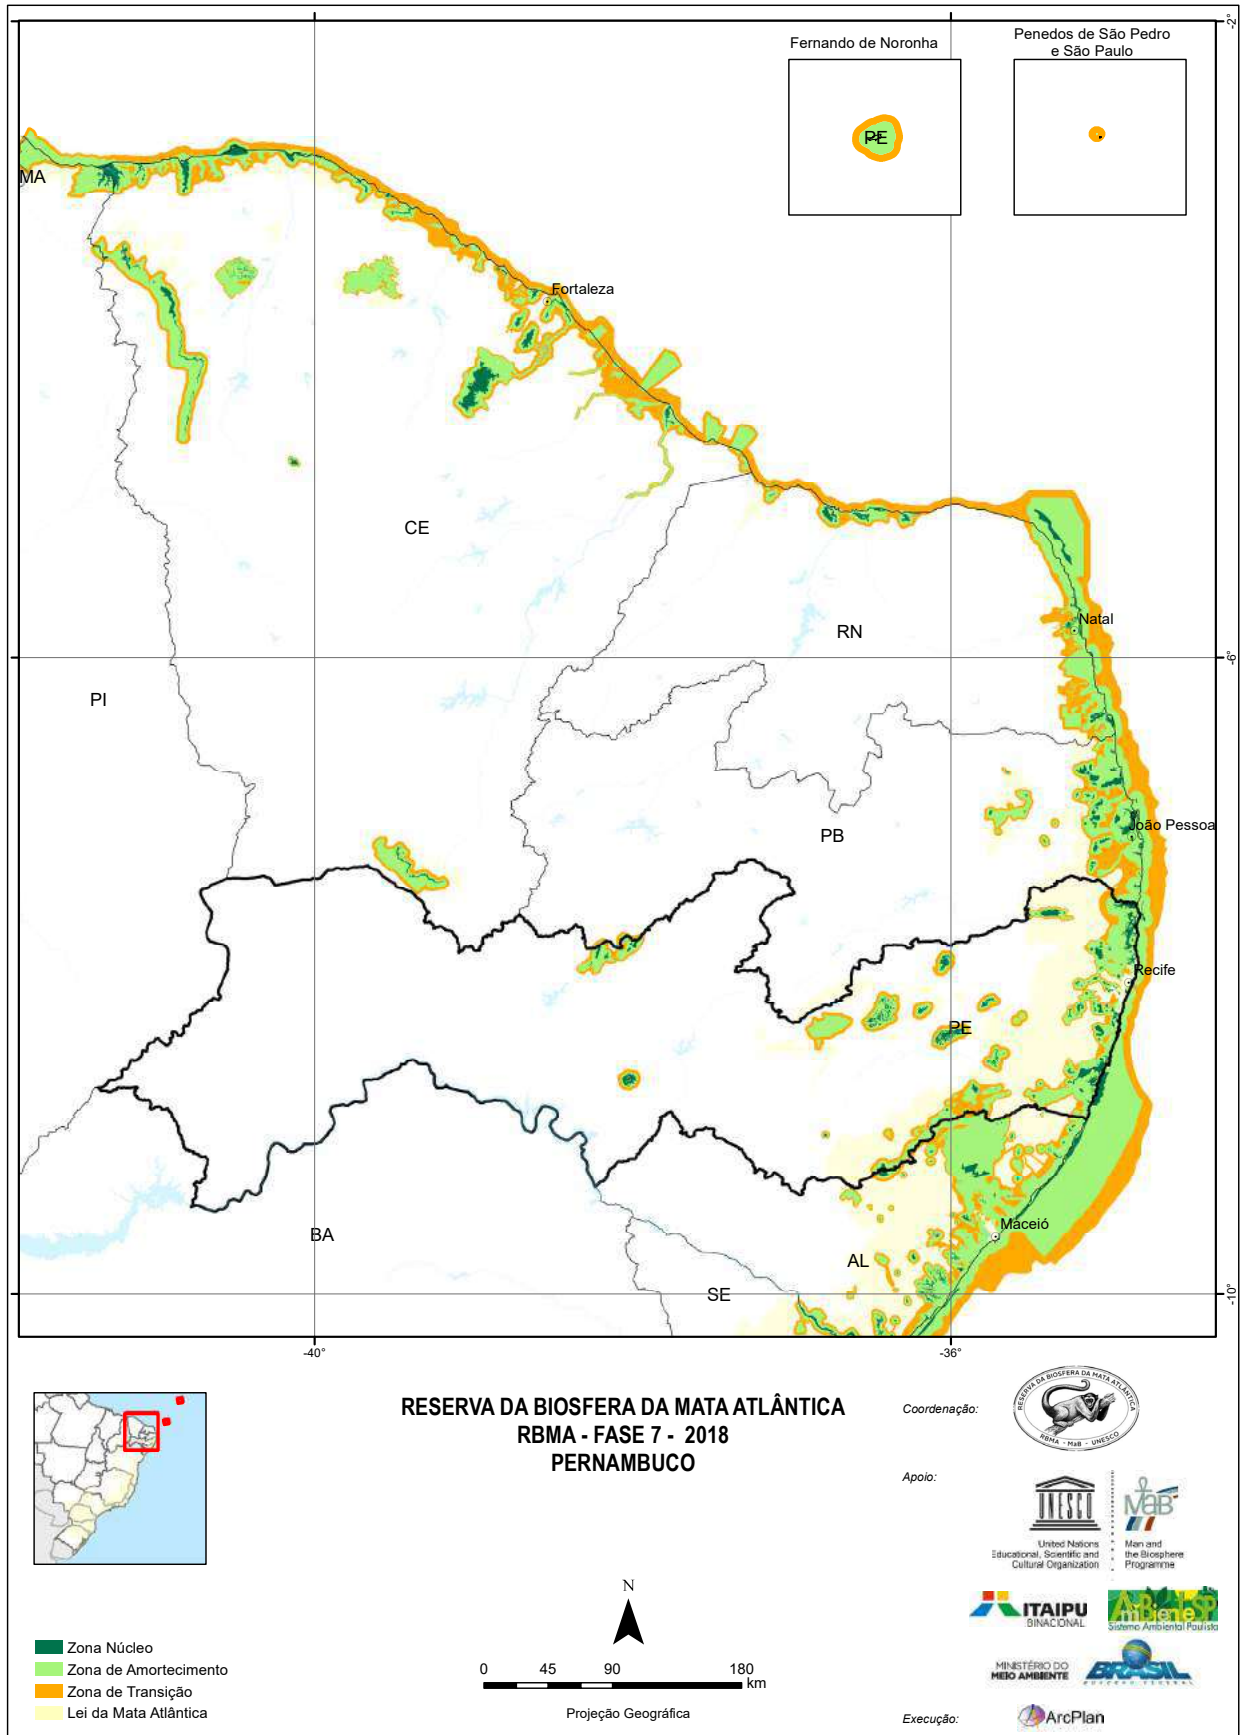 -2°
Fernando de Noronha
Penedos de São Pedro
e São Paulo
PE
MA
Fortaleza
CE
RN
Natal
-6°
PI
PB
João Pessoa
Recife
PE
BA
Maceió
AL
SE
-10°
-40°
-36°
RESERVA DA BIOSFERA DA MATA ATLÂNTICA
RBMA - FASE 7 - 2018
PERNAMBUCO
Coordenação:
RESERVA DA BIOSFERA DA MATA ATLÂNTICA
RBMA - MaB - UNESCO
Apoio:
UNESCO
MaB
United Nations
Educational, Scientific and
Cultural Organization
Man and
the Biosphere
Programme
ITAIPU
BINACIONAL
AmBienteSP
Sistema Ambiental Paulista
MINISTÉRIO DO
MEIO AMBIENTE
BRASIL
GOVERNO FEDERAL
Execução:
ArcPlan
N
0 45 90 180
km
Projeção Geográfica
Zona Núcleo
Zona de Amortecimento
Zona de Transição
Lei da Mata Atlântica